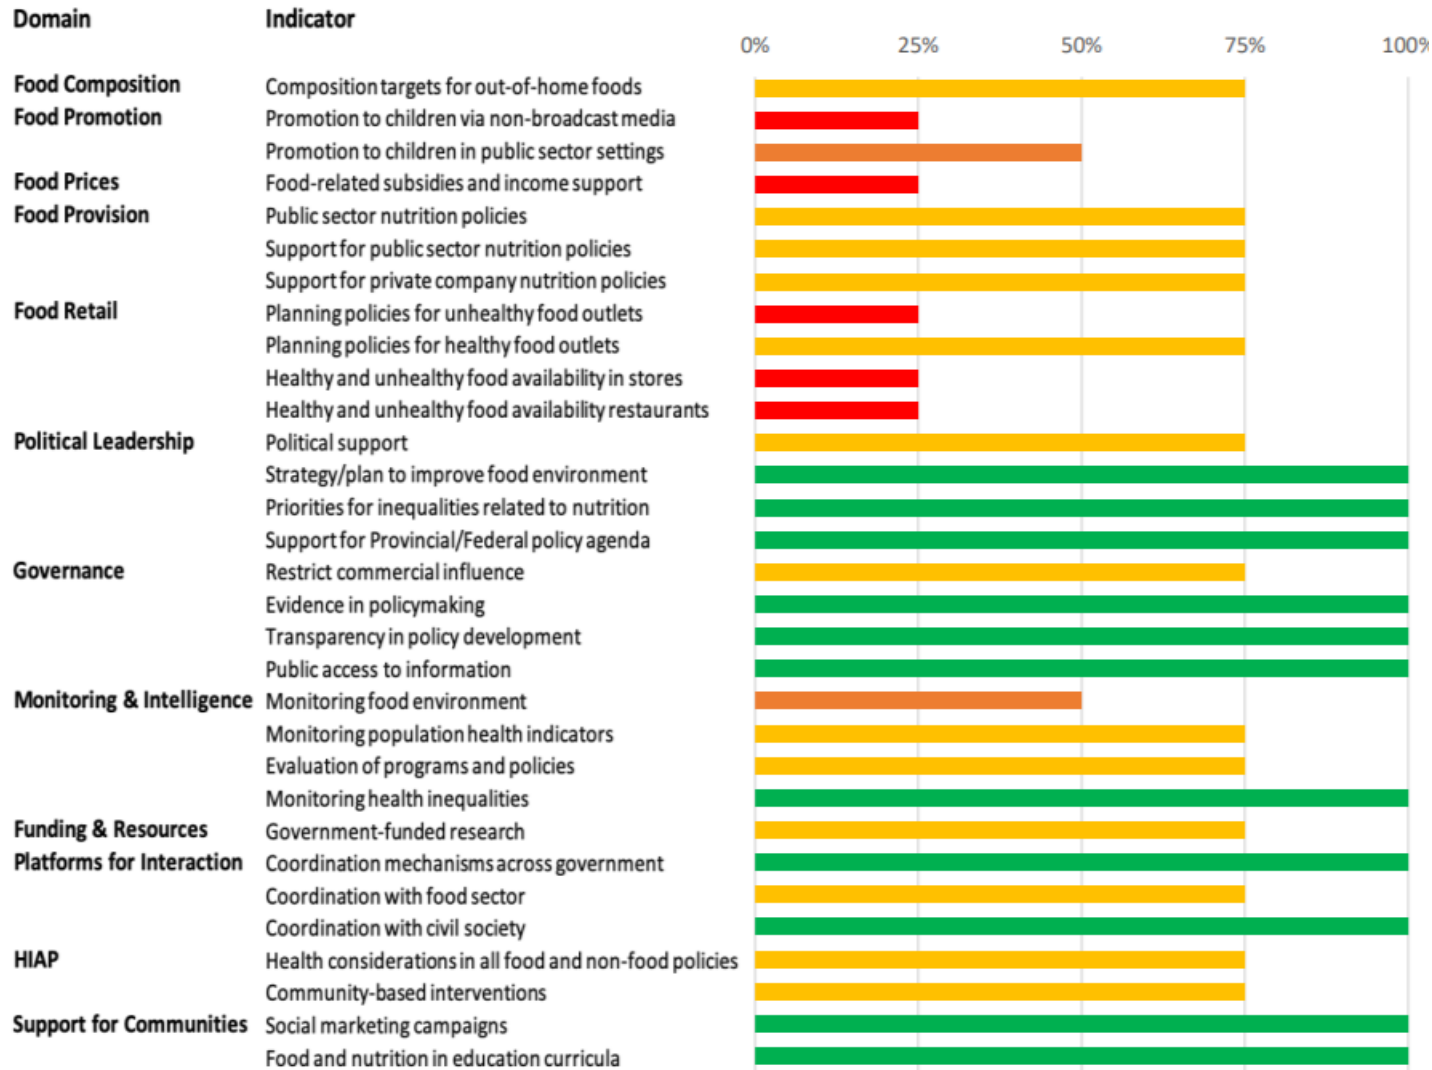 Domain Indicator
0% 25% 50% 75% 100%
Food Composition Composition targets for out-of-home foods
Food Promotion Promotion to children via non-broadcast media
Promotion to children in public sector settings
Food Prices Food-related subsidies and income support
Food Provision Public sector nutrition policies
Support for public sector nutrition policies
Support for private company nutrition policies
Food Retail Planning policies for unhealthy food outlets
Planning policies for healthy food outlets
Healthy and unhealthy food availability in stores
Healthy and unhealthy food availability restaurants
Political Leadership Political support
Strategy/plan to improve food environment
Priorities for inequalities related to nutrition
Support for Provincial/Federal policy agenda
Governance Restrict commercial influence
Evidence in policymaking
Transparency in policy development
Public access to information
Monitoring & Intelligence Monitoring food environment
Monitoring population health indicators
Evaluation of programs and policies
Monitoring health inequalities
Funding & Resources Government-funded research
Platforms for Interaction Coordination mechanisms across government
Coordination with food sector
Coordination with civil society
HIAP Health considerations in all food and non-food policies
Community-based interventions
Support for Communities Social marketing campaigns
Food and nutrition in education curricula